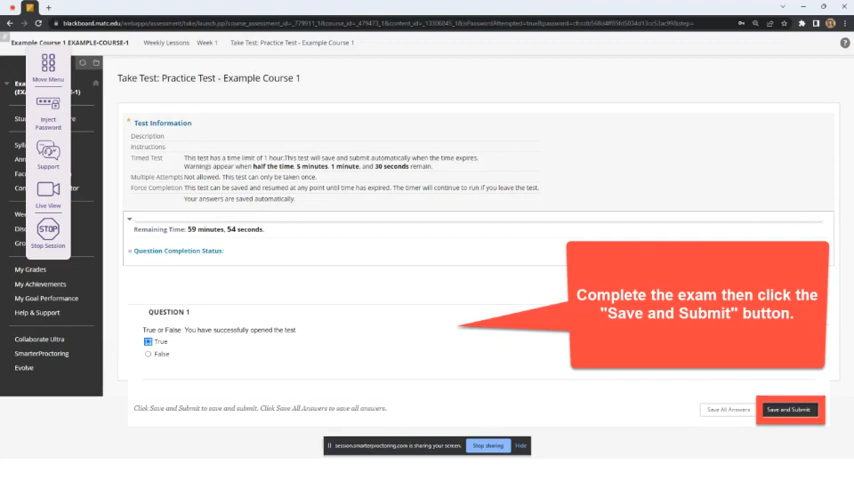 Example Course 1 EXAMPLE-COURSE-1 Weekly Lessons Week 1 Take Test: Practice Test - Example Course 1
Move Menu
Inject
Password
Support
Live View
STOP
Stop Session
My Grades
My Achievements
My Goal Performance
Help & Support
Collaborate Ultra
SmarterProctoring
Evolve
Take Test: Practice Test - Example Course 1
Test Information
Description
Instructions
Timed Test This test has a time limit of 1 hour.This test will save and submit automatically when the time expires.
Warnings appear when half the time, 5 minutes, 1 minute, and 30 seconds remain.
Multiple Attempts Not allowed. This test can only be taken once.
Force Completion This test can be saved and resumed at any point until time has expired. The timer will continue to run if you leave the test.
Your answers are saved automatically.
Remaining Time: 59 minutes, 54 seconds.
Question Completion Status:
Complete the exam then click the
"Save and Submit" button.
QUESTION 1
True or False: You have successfully opened the test
True
False
Click Save and Submit to save and submit. Click Save All Answers to save all answers.
Save All Answers Save and Submit
session.smarterproctoring.com is sharing your screen. Stop sharing Hide